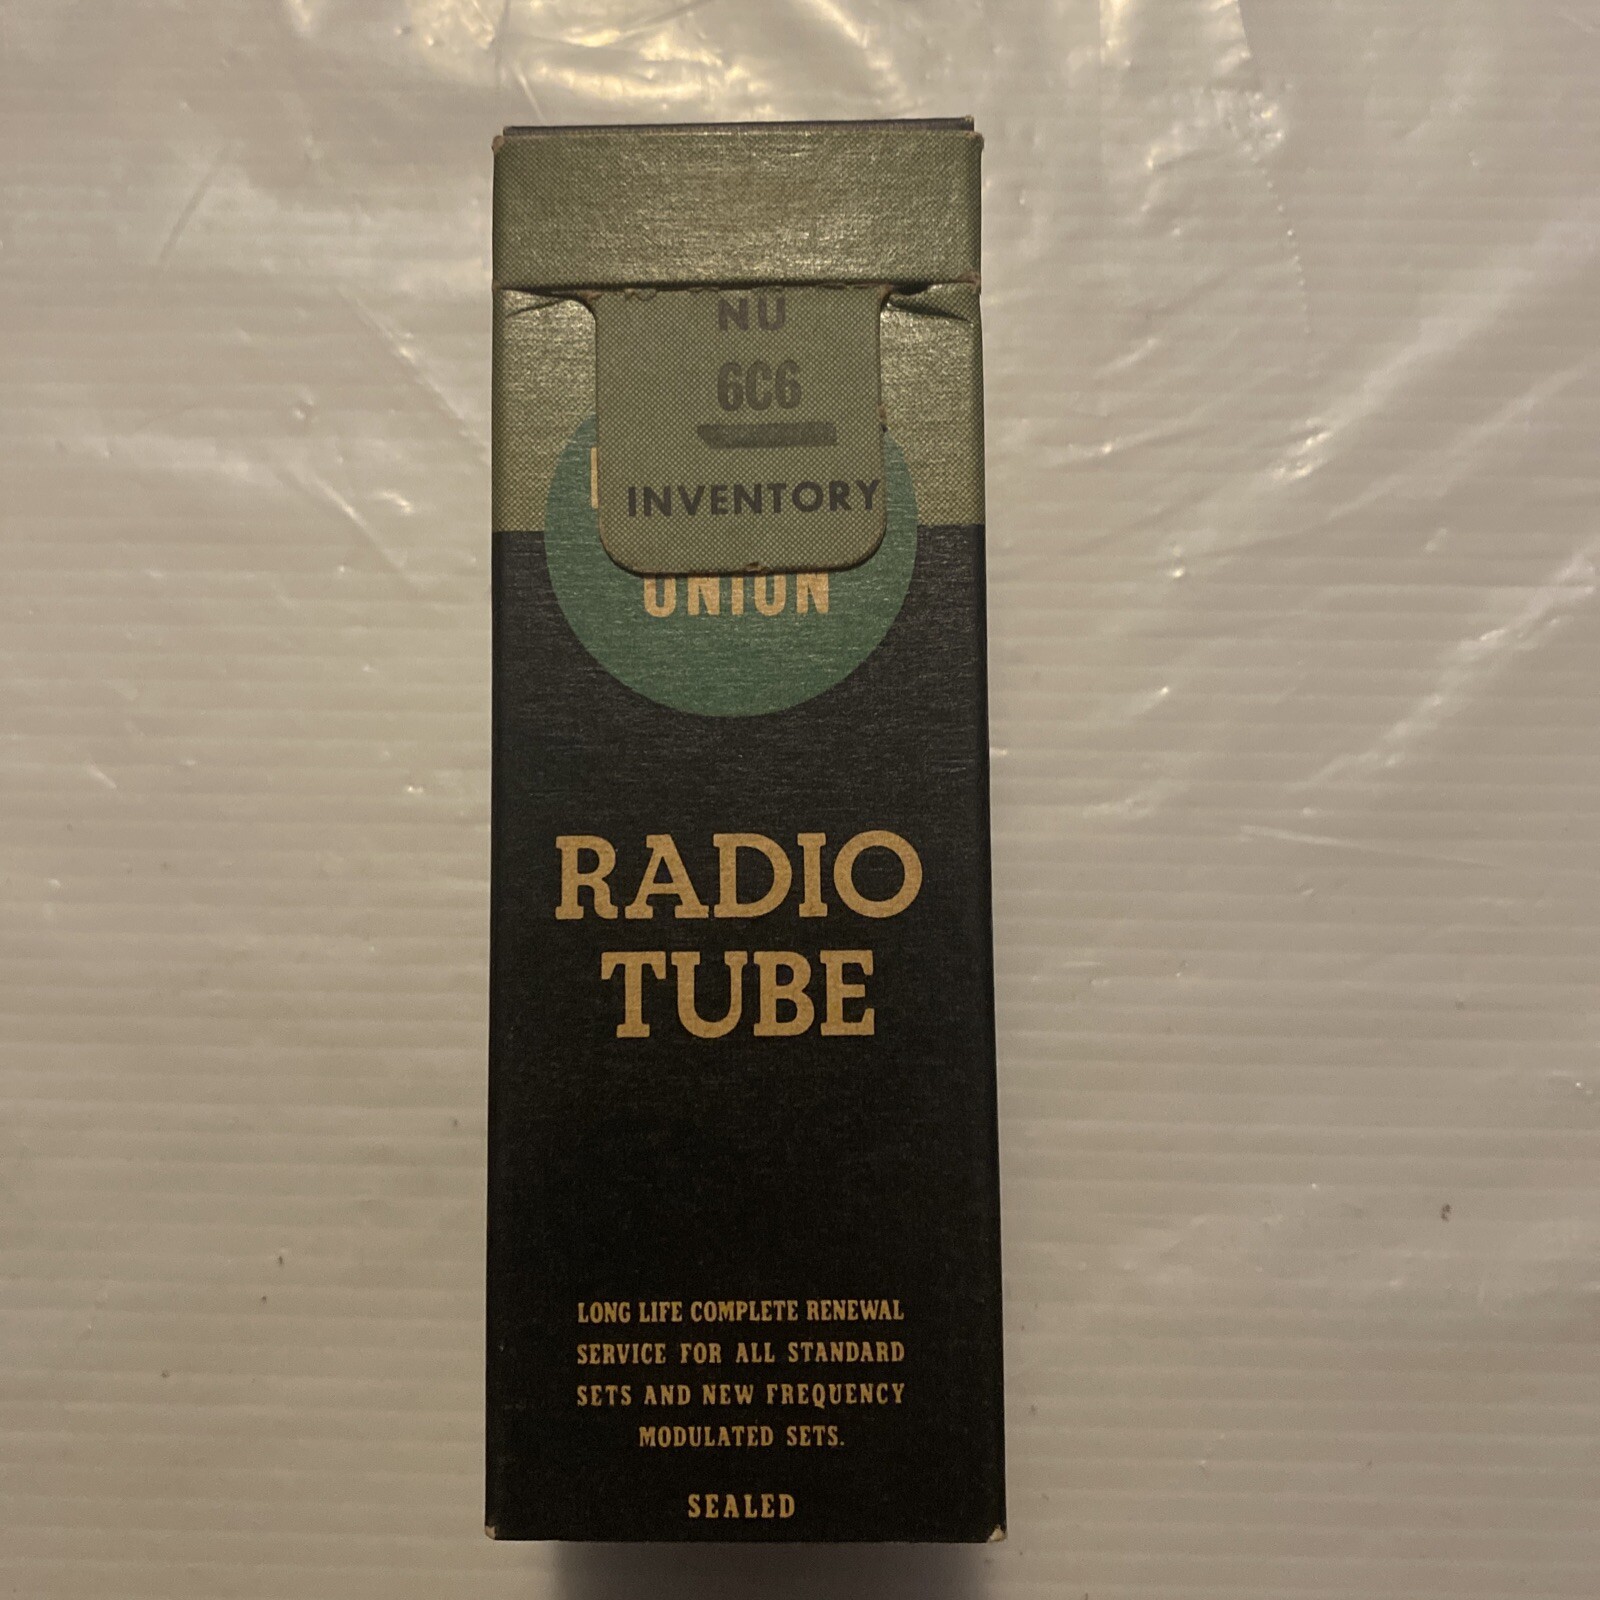 NU
6C6
INVENTORY
UNION
RADIO
TUBE
LONG LIFE COMPLETE RENEWAL
SERVICE FOR ALL STANDARD
SETS AND NEW FREQUENCY
MODULATED SETS.
SEALED